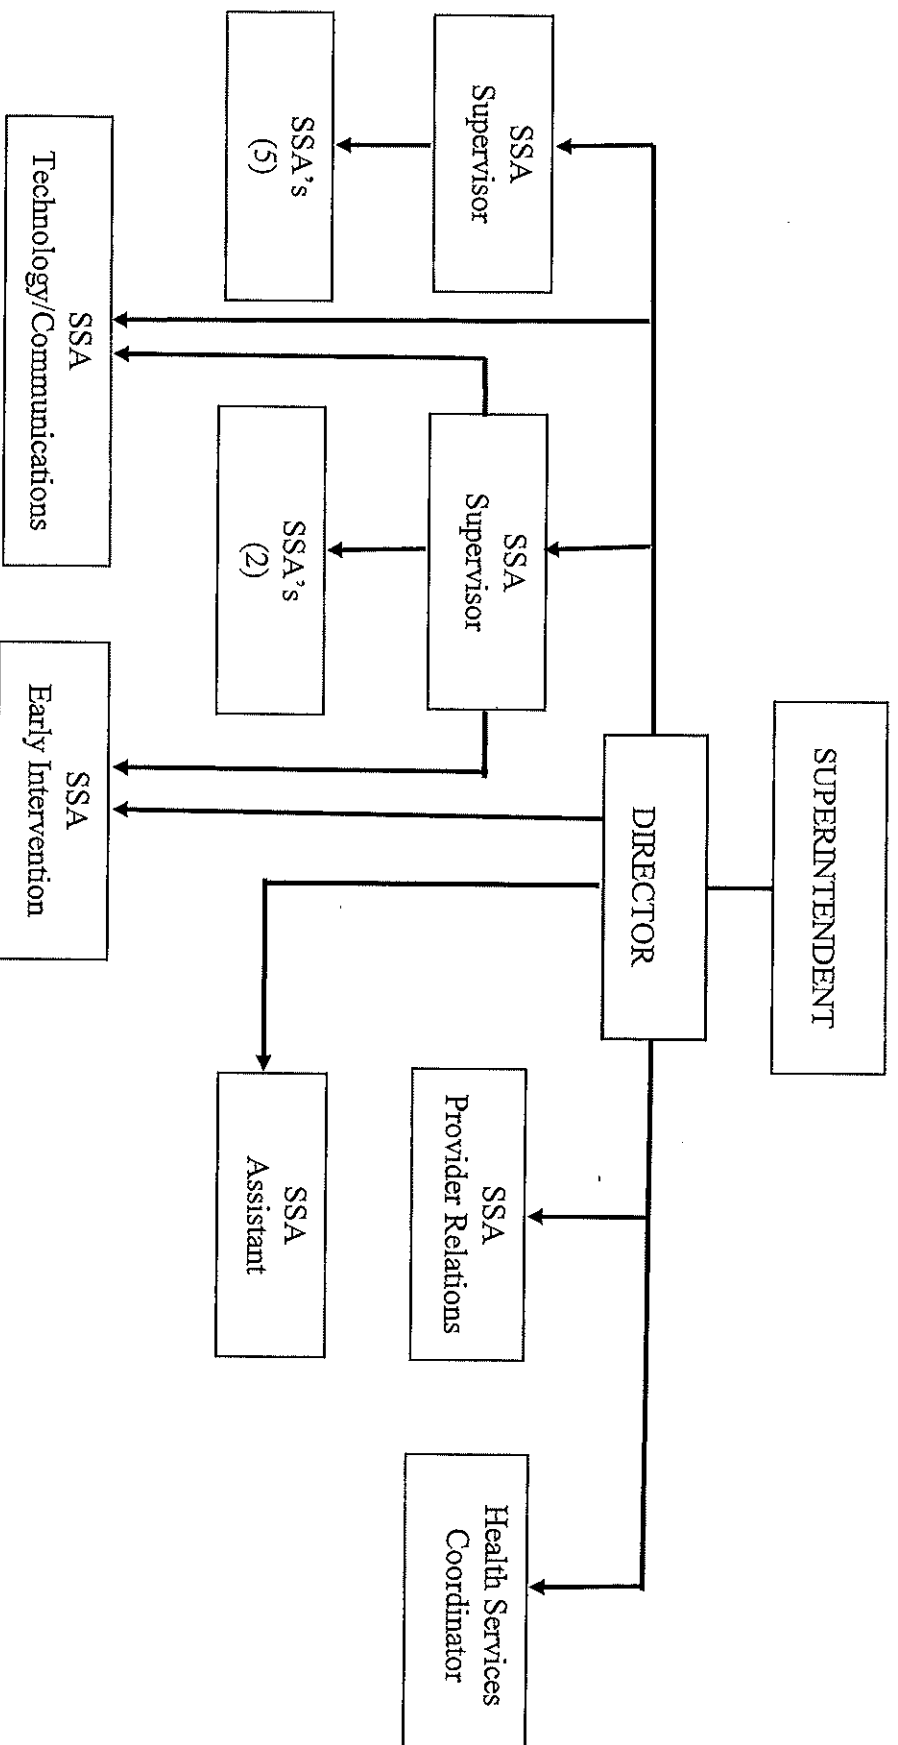 SUPERINTENDENT
DIRECTOR
SSA
Supervisor
SSA
Supervisor
SSA
Provider Relations
Health Services
Coordinator
SSA's
(5)
SSA's
(2)
SSA
Assistant
SSA
Technology/Communications
SSA
Early Intervention